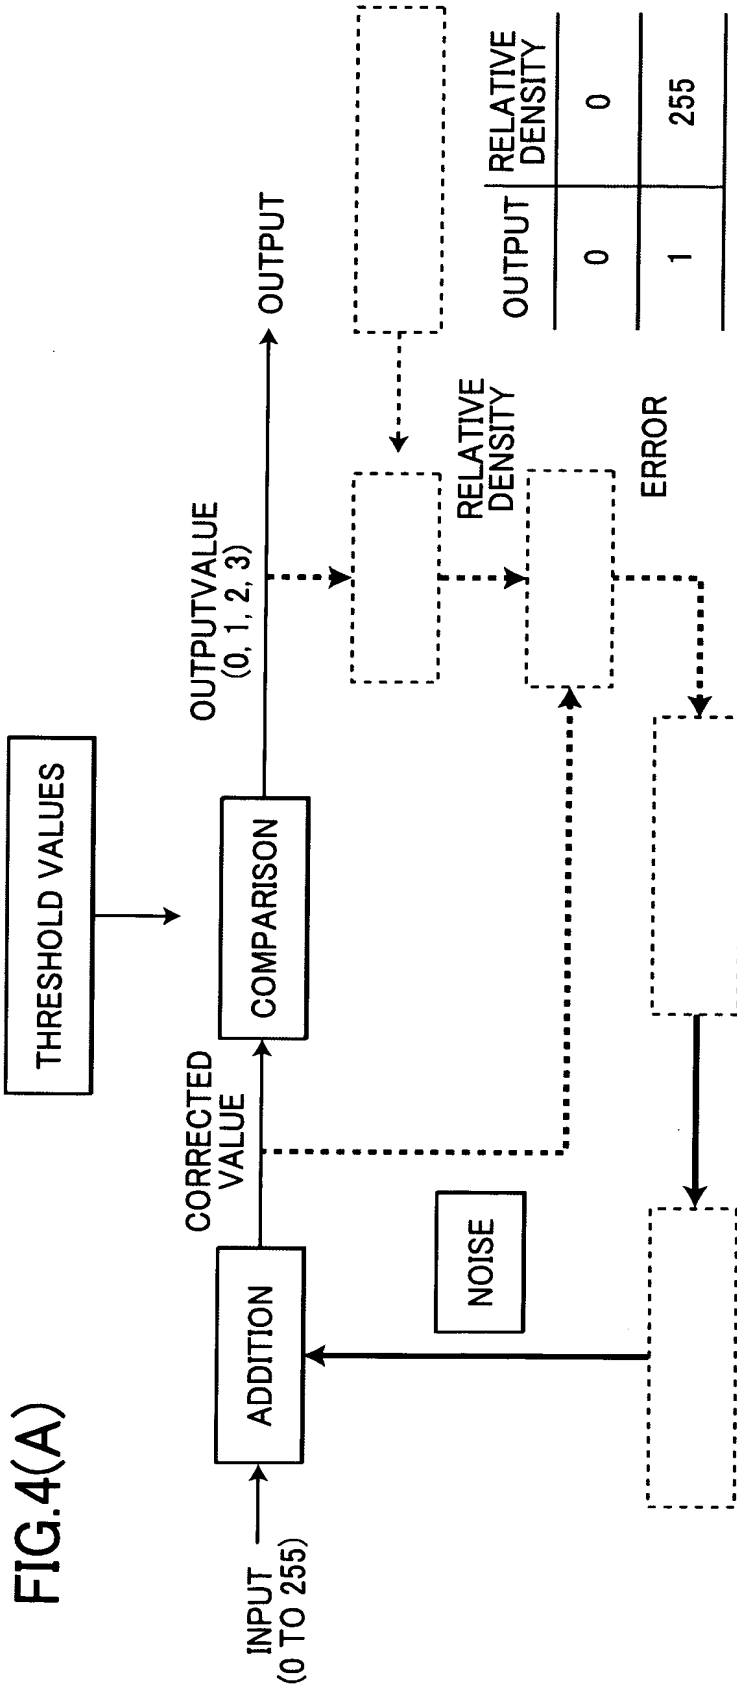 FIG.4(A)
THRESHOLD VALUES
INPUT
(0 TO 255)
ADDITION
CORRECTED
VALUE
COMPARISON
OUTPUTVALUE
(0, 1, 2, 3)
OUTPUT
NOISE
RELATIVE
DENSITY
ERROR
OUTPUT RELATIVE
DENSITY
0 0
1 255